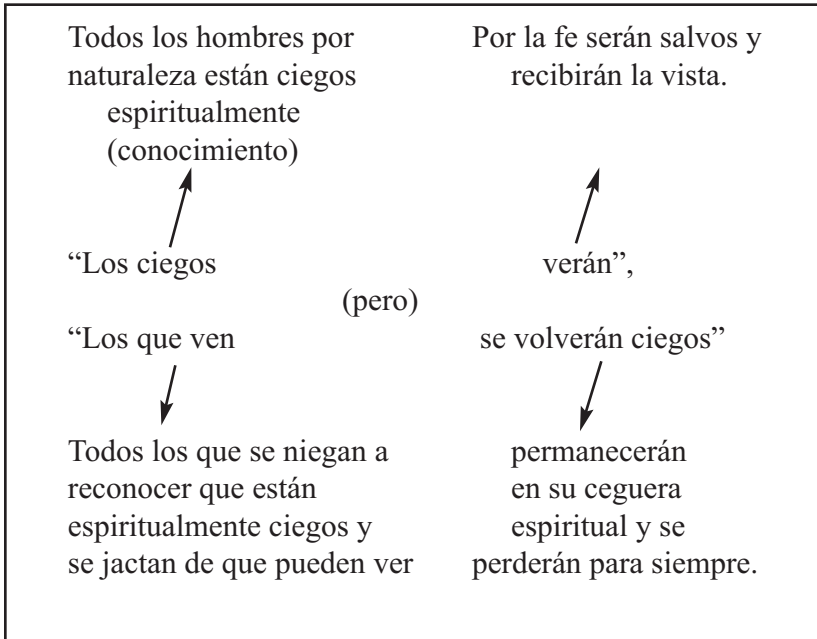 Todos los hombres por
naturaleza están ciegos
espiritualmente
(conocimiento)
Por la fe serán salvos y
recibirán la vista.
“Los ciegos
verán”,
(pero)
“Los que ven
se volverán ciegos”
Todos los que se niegan a
reconocer que están
espiritualmente ciegos y
se jactan de que pueden ver
permanecerán
en su ceguera
espiritual y se
perderán para siempre.